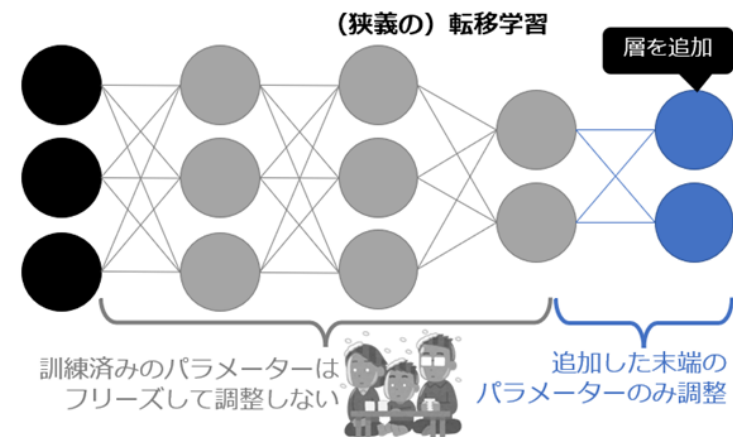 （狭義の）転移学習
層を追加
訓練済みのパラメーターは
フリーズして調整しない
追加した末端の
パラメーターのみ調整